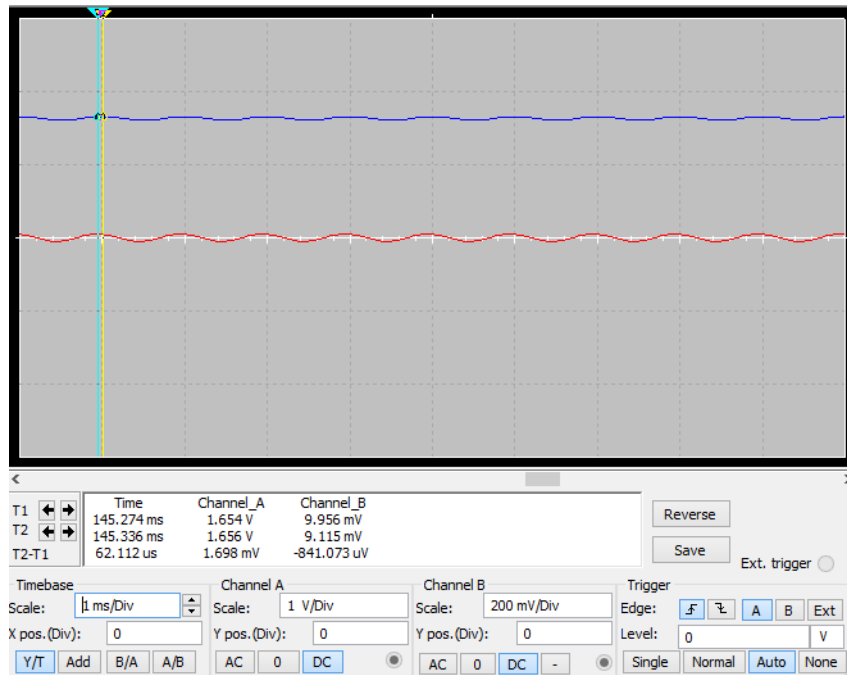 Time Channel_A Channel_B
T1 145.274 ms 1.654 V 9.956 mV
T2 145.336 ms 1.656 V 9.115 mV
T2-T1 62.112 us 1.698 mV -841.073 uV
Reverse
Save
Ext. trigger
Timebase
Scale: 1 ms/Div
X pos.(Div): 0
Y/T Add B/A A/B
Channel A
Scale: 1 V/Div
Y pos.(Div): 0
AC 0 DC
Channel B
Scale: 200 mV/Div
Y pos.(Div): 0
AC 0 DC -
Trigger
Edge: A B Ext
Level: 0 V
Single Normal Auto None